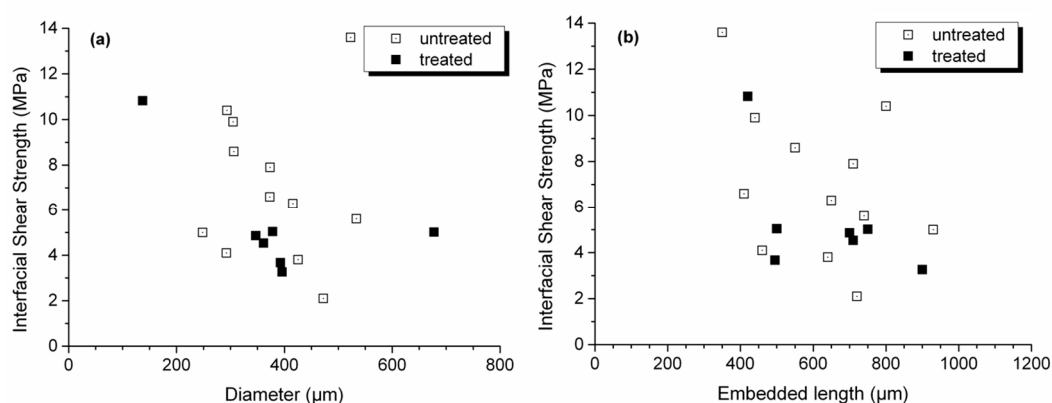 (a)
untreated
treated
Interfacial Shear Strength (MPa)
14
12
10
8
6
4
2
0
0 200 400 600 800
Diameter (µm)
(b)
untreated
treated
Interfacial Shear Strength (MPa)
14
12
10
8
6
4
2
0
0 200 400 600 800 1000 1200
Embedded length (µm)